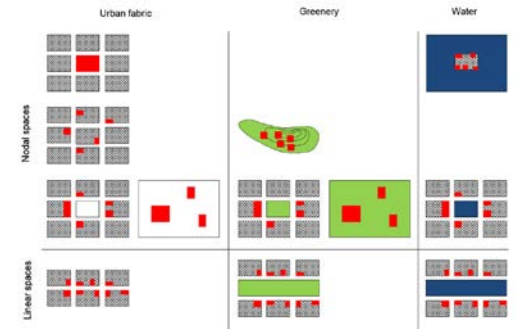 Urban fabric
Greenery
Water
Nodal spaces
Linear spaces